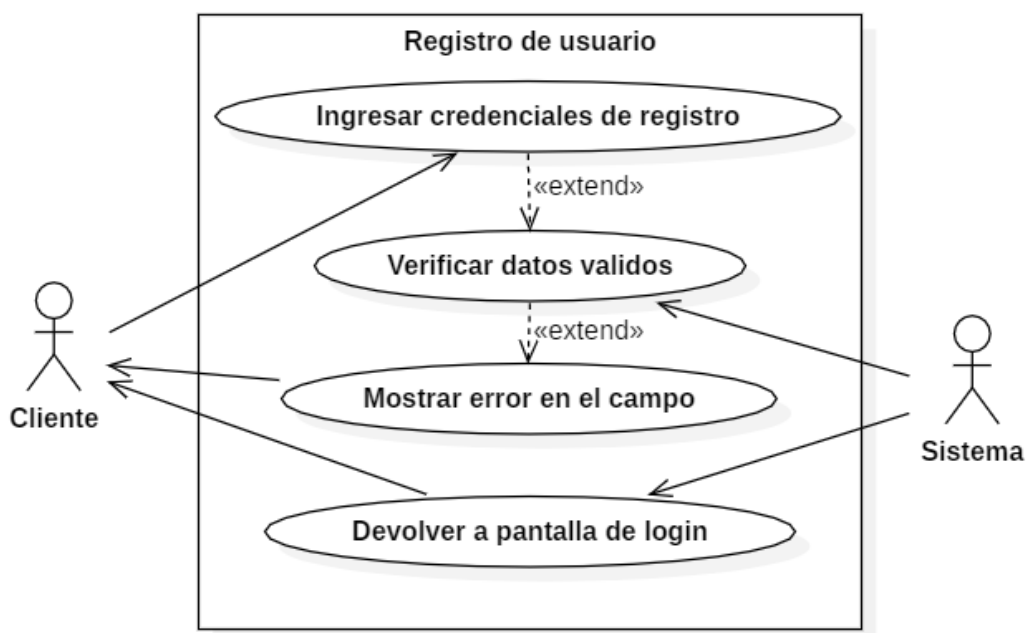 Registro de usuario
Ingresar credenciales de registro
«extend»
Verificar datos validos
«extend»
Mostrar error en el campo
Cliente
Sistema
Devolver a pantalla de login